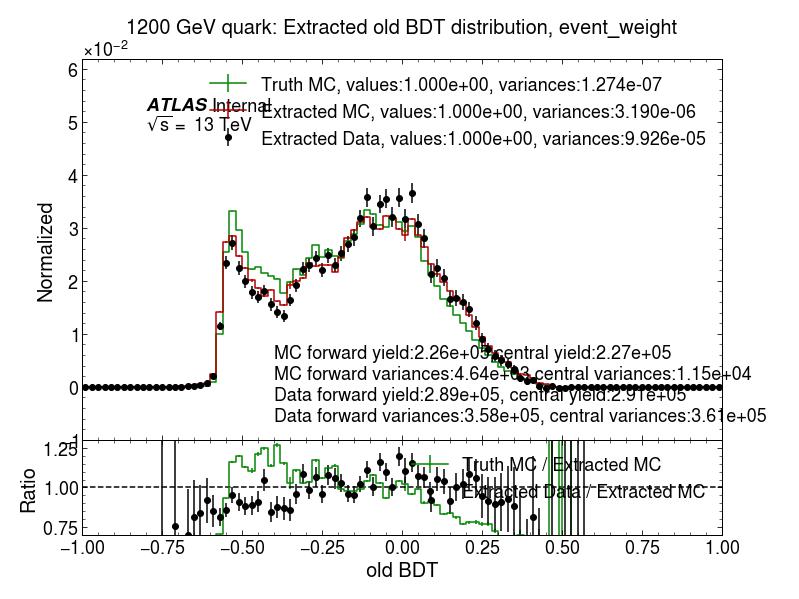 1200 GeV quark: Extracted old BDT distribution, event_weight
×10⁻²
Truth MC, values:1.000e+00, variances:1.274e-07
ATLAS Internal
Extracted MC, values:1.000e+00, variances:3.190e-06
√s = 13 TeV
Extracted Data, values:1.000e+00, variances:9.926e-05
6
5
4
3
2
1
0
Normalized
MC forward yield:2.26e+05, central yield:2.27e+05
MC forward variances:4.64e+03, central variances:1.15e+04
Data forward yield:2.89e+05, central yield:2.91e+05
Data forward variances:3.58e+05, central variances:3.61e+05
1.25
1.00
0.75
Ratio
Truth MC / Extracted MC
Extracted Data / Extracted MC
−1.00 −0.75 −0.50 −0.25 0.00 0.25 0.50 0.75 1.00
old BDT